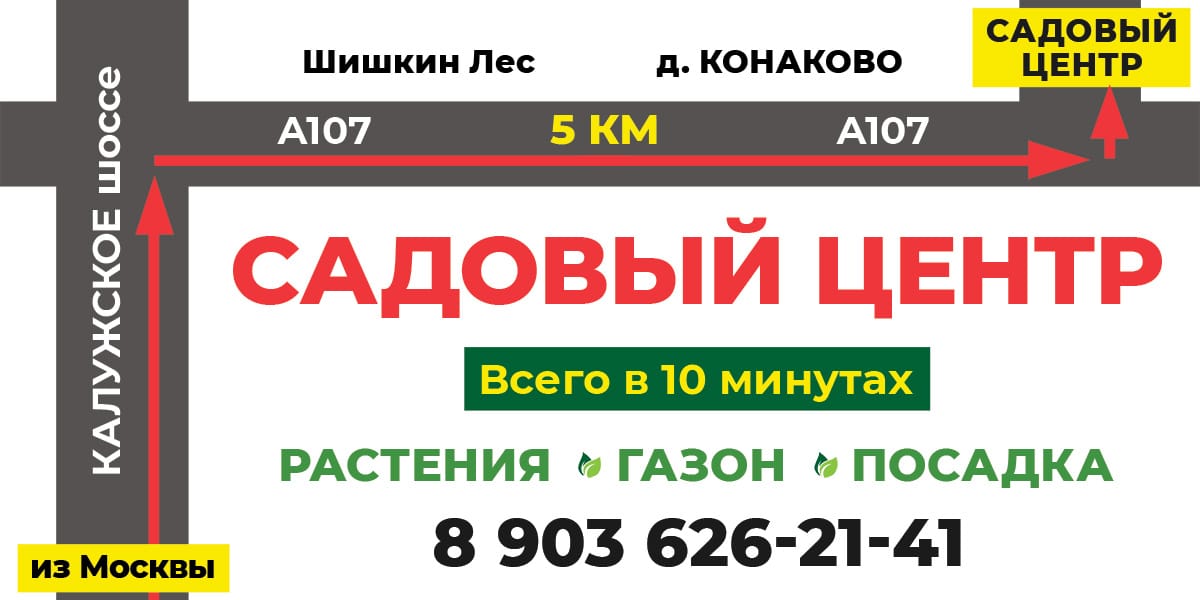 Шишкин Лес
д. КОНАКОВО
САДОВЫЙ
ЦЕНТР
А107
5 КМ
А107
КАЛУЖСКОЕ шоссе
САДОВЫЙ ЦЕНТР
Всего в 10 минутах
РАСТЕНИЯ ГАЗОН ПОСАДКА
8 903 626-21-41
из Москвы